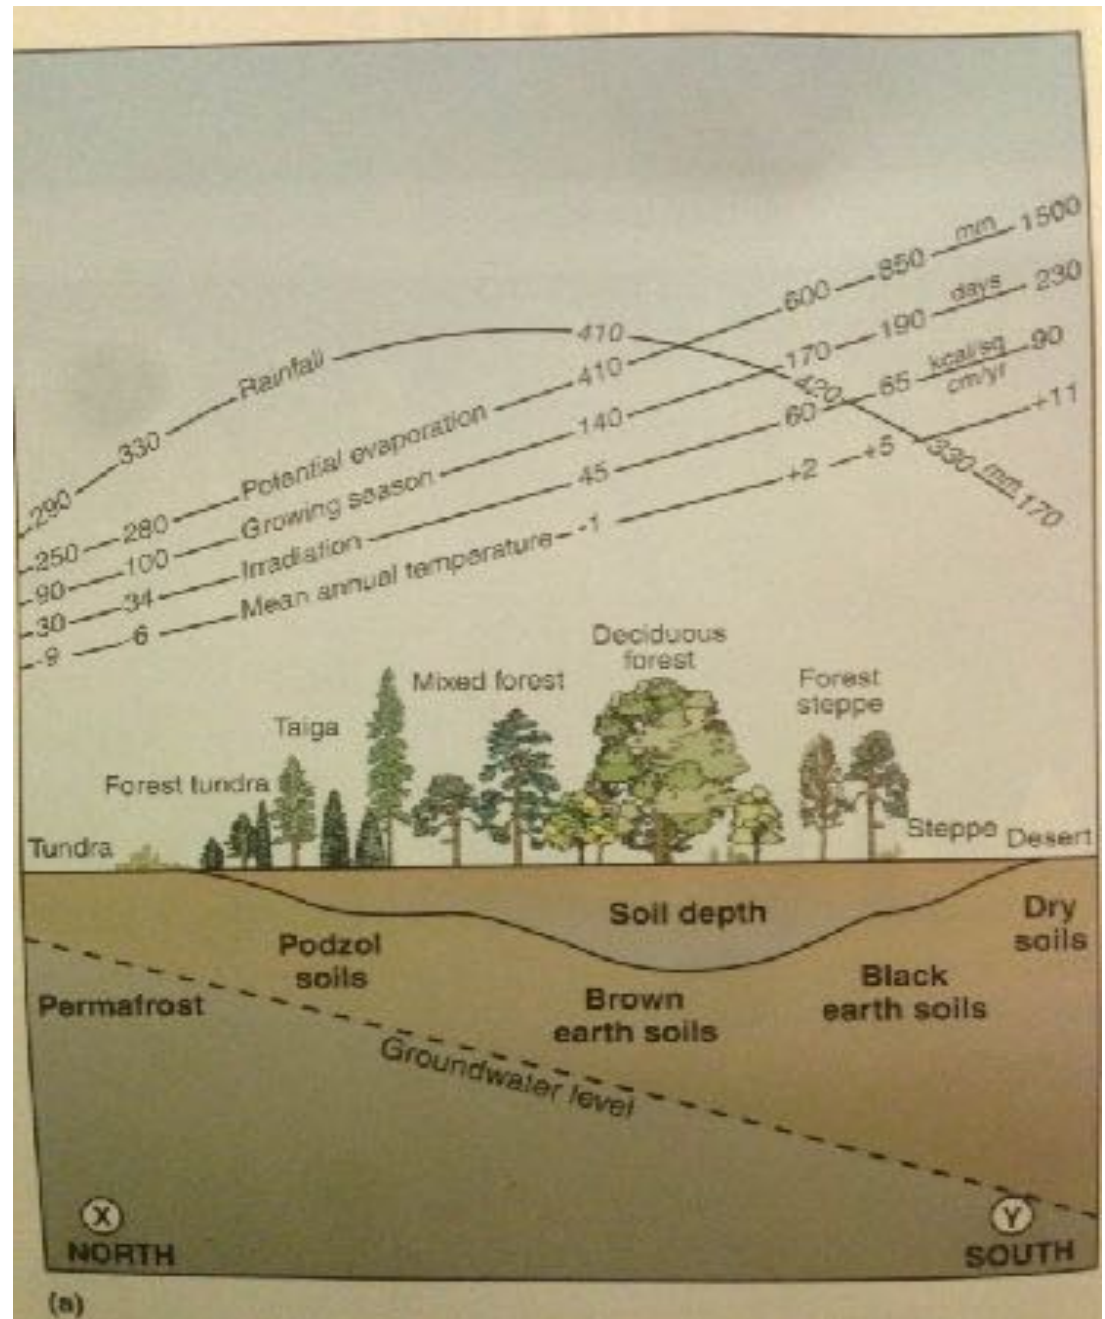 mm 1500
600 850
days 230
410
170 190
Rainfall
410
kcal/sq
cm/yr
90
330
Potential evaporation
140
420
60 65
+11
290
280
Growing season
45
+2 +5
330 mm 170
250
100
Irradiation
-1
90
34
Mean annual temperature
30
-6
-9
Deciduous
forest
Mixed forest
Forest
steppe
Taiga
Forest tundra
Tundra
Steppe
Desert
Soil depth
Dry
soils
Podzol
soils
Black
earth soils
Permafrost
Brown
earth soils
Groundwater level
X
NORTH
Y
SOUTH
(a)